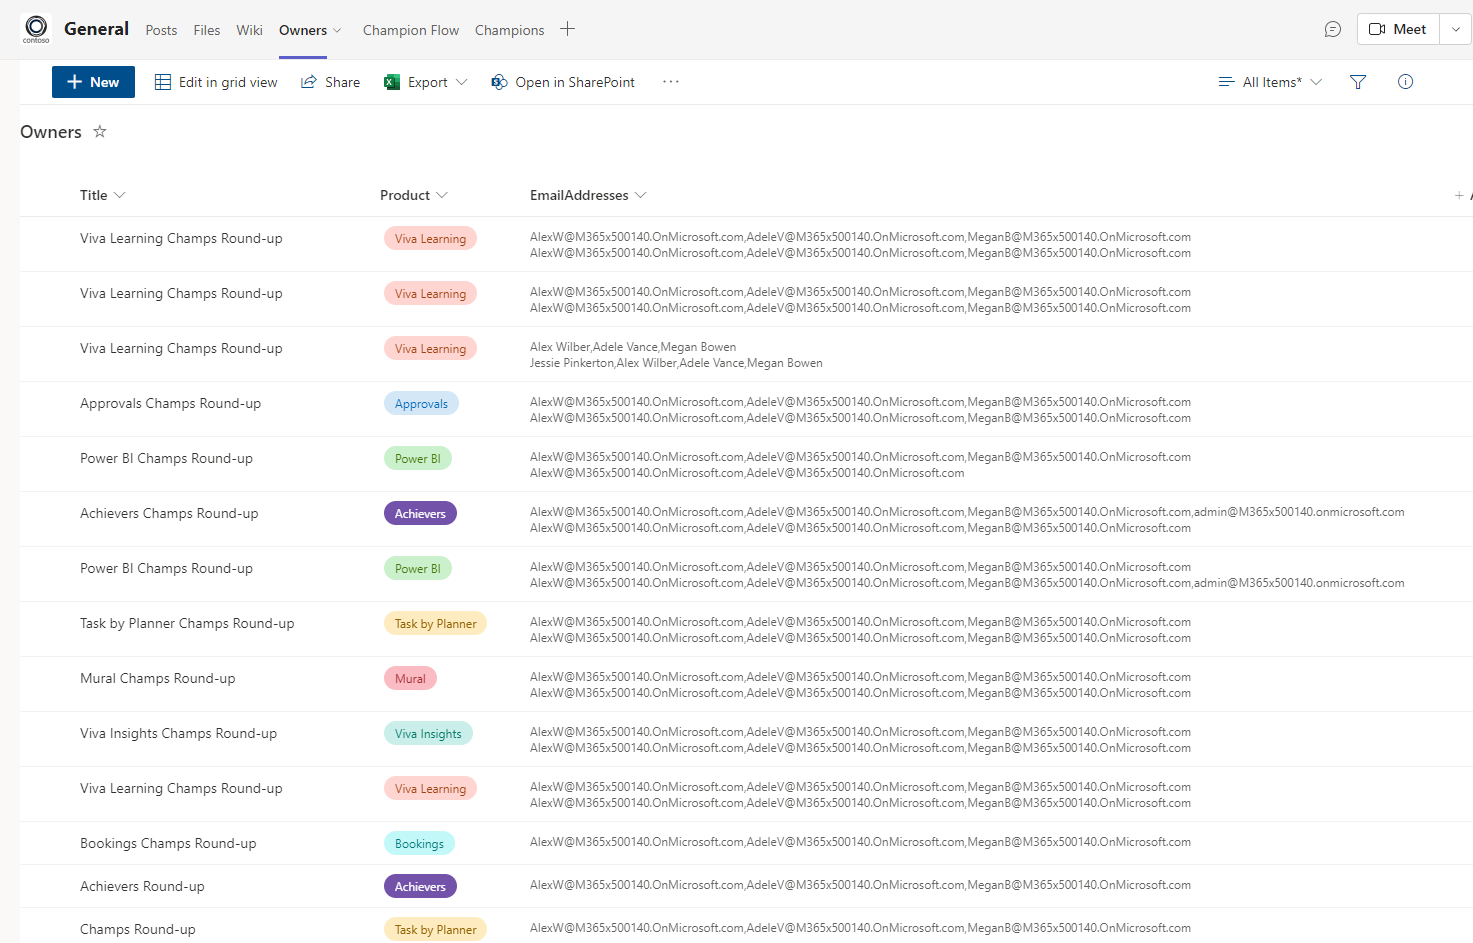 contoso
General Posts Files Wiki Owners Champion Flow Champions Meet
New Edit in grid view Share Export Open in SharePoint ··· All Items*
Owners
Title Product EmailAddresses
Viva Learning Champs Round-up Viva Learning AlexW@M365x500140.OnMicrosoft.com,AdeleV@M365x500140.OnMicrosoft.com,MeganB@M365x500140.OnMicrosoft.com
AlexW@M365x500140.OnMicrosoft.com,AdeleV@M365x500140.OnMicrosoft.com,MeganB@M365x500140.OnMicrosoft.com
Viva Learning Champs Round-up Viva Learning AlexW@M365x500140.OnMicrosoft.com,AdeleV@M365x500140.OnMicrosoft.com,MeganB@M365x500140.OnMicrosoft.com
AlexW@M365x500140.OnMicrosoft.com,AdeleV@M365x500140.OnMicrosoft.com,MeganB@M365x500140.OnMicrosoft.com
Viva Learning Champs Round-up Viva Learning Alex Wilber,Adele Vance,Megan Bowen
Jessie Pinkerton,Alex Wilber,Adele Vance,Megan Bowen
Approvals Champs Round-up Approvals AlexW@M365x500140.OnMicrosoft.com,AdeleV@M365x500140.OnMicrosoft.com,MeganB@M365x500140.OnMicrosoft.com
AlexW@M365x500140.OnMicrosoft.com,AdeleV@M365x500140.OnMicrosoft.com,MeganB@M365x500140.OnMicrosoft.com
Power BI Champs Round-up Power BI AlexW@M365x500140.OnMicrosoft.com,AdeleV@M365x500140.OnMicrosoft.com,MeganB@M365x500140.OnMicrosoft.com
AlexW@M365x500140.OnMicrosoft.com,AdeleV@M365x500140.OnMicrosoft.com
Achievers Champs Round-up Achievers AlexW@M365x500140.OnMicrosoft.com,AdeleV@M365x500140.OnMicrosoft.com,MeganB@M365x500140.OnMicrosoft.com,admin@M365x500140.onmicrosoft.com
AlexW@M365x500140.OnMicrosoft.com,AdeleV@M365x500140.OnMicrosoft.com,MeganB@M365x500140.OnMicrosoft.com
Power BI Champs Round-up Power BI AlexW@M365x500140.OnMicrosoft.com,AdeleV@M365x500140.OnMicrosoft.com,MeganB@M365x500140.OnMicrosoft.com
AlexW@M365x500140.OnMicrosoft.com,AdeleV@M365x500140.OnMicrosoft.com,MeganB@M365x500140.OnMicrosoft.com,admin@M365x500140.onmicrosoft.com
Task by Planner Champs Round-up Task by Planner AlexW@M365x500140.OnMicrosoft.com,AdeleV@M365x500140.OnMicrosoft.com,MeganB@M365x500140.OnMicrosoft.com
AlexW@M365x500140.OnMicrosoft.com,AdeleV@M365x500140.OnMicrosoft.com,MeganB@M365x500140.OnMicrosoft.com
Mural Champs Round-up Mural AlexW@M365x500140.OnMicrosoft.com,AdeleV@M365x500140.OnMicrosoft.com,MeganB@M365x500140.OnMicrosoft.com
AlexW@M365x500140.OnMicrosoft.com,AdeleV@M365x500140.OnMicrosoft.com,MeganB@M365x500140.OnMicrosoft.com
Viva Insights Champs Round-up Viva Insights AlexW@M365x500140.OnMicrosoft.com,AdeleV@M365x500140.OnMicrosoft.com,MeganB@M365x500140.OnMicrosoft.com
AlexW@M365x500140.OnMicrosoft.com,AdeleV@M365x500140.OnMicrosoft.com,MeganB@M365x500140.OnMicrosoft.com
Viva Learning Champs Round-up Viva Learning AlexW@M365x500140.OnMicrosoft.com,AdeleV@M365x500140.OnMicrosoft.com,MeganB@M365x500140.OnMicrosoft.com
AlexW@M365x500140.OnMicrosoft.com,AdeleV@M365x500140.OnMicrosoft.com,MeganB@M365x500140.OnMicrosoft.com
Bookings Champs Round-up Bookings AlexW@M365x500140.OnMicrosoft.com,AdeleV@M365x500140.OnMicrosoft.com,MeganB@M365x500140.OnMicrosoft.com
Achievers Round-up Achievers AlexW@M365x500140.OnMicrosoft.com,AdeleV@M365x500140.OnMicrosoft.com,MeganB@M365x500140.OnMicrosoft.com
Champs Round-up Task by Planner AlexW@M365x500140.OnMicrosoft.com,AdeleV@M365x500140.OnMicrosoft.com,MeganB@M365x500140.OnMicrosoft.com